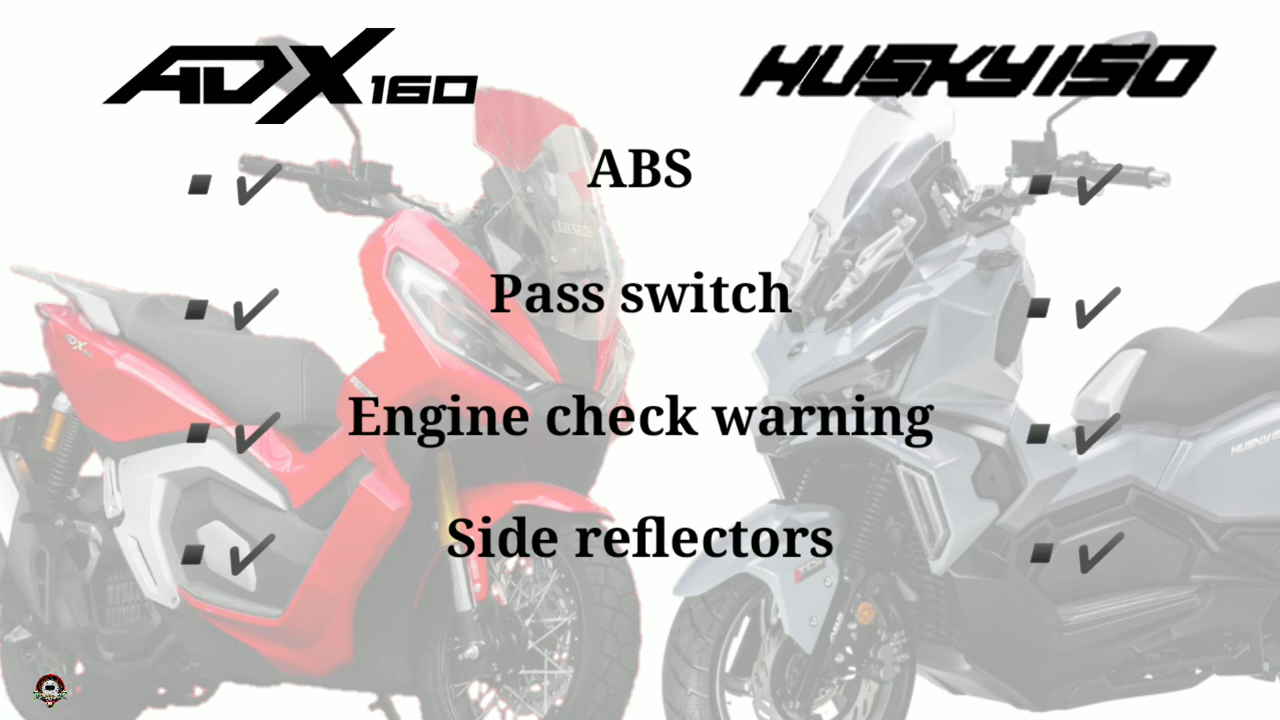 ADX160
HUSKY150
▪ ✔ ABS ▪ ✔
▪ ✔ Pass switch ▪ ✔
▪ ✔ Engine check warning ▪ ✔
▪ ✔ Side reflectors ▪ ✔